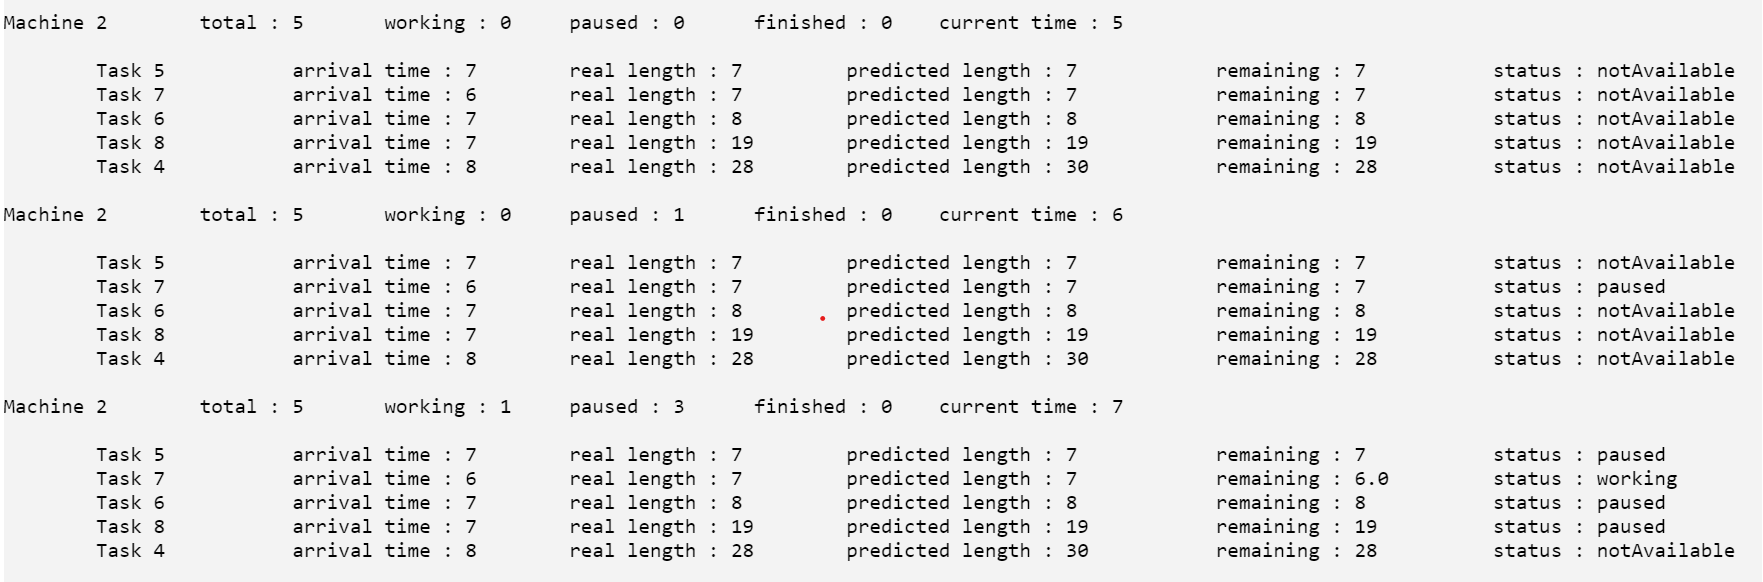 Machine 2 total : 5 working : 0 paused : 0 finished : 0 current time : 5
Task 5 arrival time : 7 real length : 7 predicted length : 7 remaining : 7 status : notAvailable
Task 7 arrival time : 6 real length : 7 predicted length : 7 remaining : 7 status : notAvailable
Task 6 arrival time : 7 real length : 8 predicted length : 8 remaining : 8 status : notAvailable
Task 8 arrival time : 7 real length : 19 predicted length : 19 remaining : 19 status : notAvailable
Task 4 arrival time : 8 real length : 28 predicted length : 30 remaining : 28 status : notAvailable
Machine 2 total : 5 working : 0 paused : 1 finished : 0 current time : 6
Task 5 arrival time : 7 real length : 7 predicted length : 7 remaining : 7 status : notAvailable
Task 7 arrival time : 6 real length : 7 predicted length : 7 remaining : 7 status : paused
Task 6 arrival time : 7 real length : 8 predicted length : 8 remaining : 8 status : notAvailable
Task 8 arrival time : 7 real length : 19 predicted length : 19 remaining : 19 status : notAvailable
Task 4 arrival time : 8 real length : 28 predicted length : 30 remaining : 28 status : notAvailable
Machine 2 total : 5 working : 1 paused : 3 finished : 0 current time : 7
Task 5 arrival time : 7 real length : 7 predicted length : 7 remaining : 7 status : paused
Task 7 arrival time : 6 real length : 7 predicted length : 7 remaining : 6.0 status : working
Task 6 arrival time : 7 real length : 8 predicted length : 8 remaining : 8 status : paused
Task 8 arrival time : 7 real length : 19 predicted length : 19 remaining : 19 status : paused
Task 4 arrival time : 8 real length : 28 predicted length : 30 remaining : 28 status : notAvailable